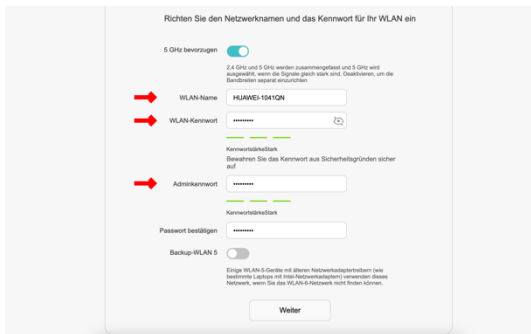 Richten Sie den Netzwerknamen und das Kennwort für Ihr WLAN ein
5 GHz bevorzugen
2,4 GHz und 5 GHz werden zusammengefasst und 5 GHz wird
ausgewählt, wenn die Signale gleich stark sind. Deaktivieren, um die
Bandbreiten separat einzurichten
WLAN-Name
HUAWEI-1041QN
WLAN-Kennwort
•••••••••
KennwortstärkeStark
Bewahren Sie das Kennwort aus Sicherheitsgründen sicher
auf
Adminkennwort
•••••••••
KennwortstärkeStark
Passwort bestätigen
•••••••••
Backup-WLAN 5
Einige WLAN-5-Geräte mit älteren Netzwerkadaptertreibern (wie
bestimmte Laptops mit Intel-Netzwerkadaptern) verwenden dieses
Netzwerk, wenn Sie das WLAN-6-Netzwerk nicht finden können.
Weiter